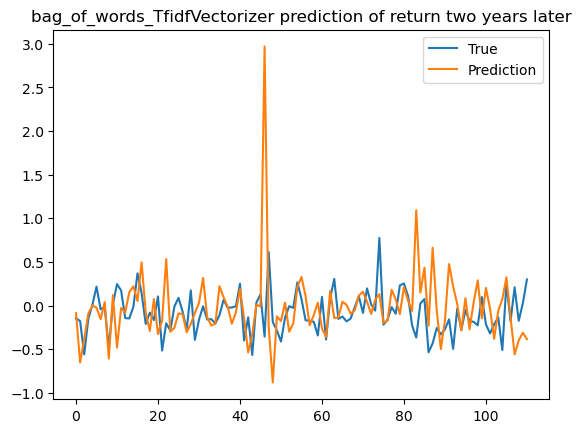 bag_of_words_TfidfVectorizer prediction of return two years later
True
Prediction
3.0
2.5
2.0
1.5
1.0
0.5
0.0
−0.5
−1.0
0 20 40 60 80 100